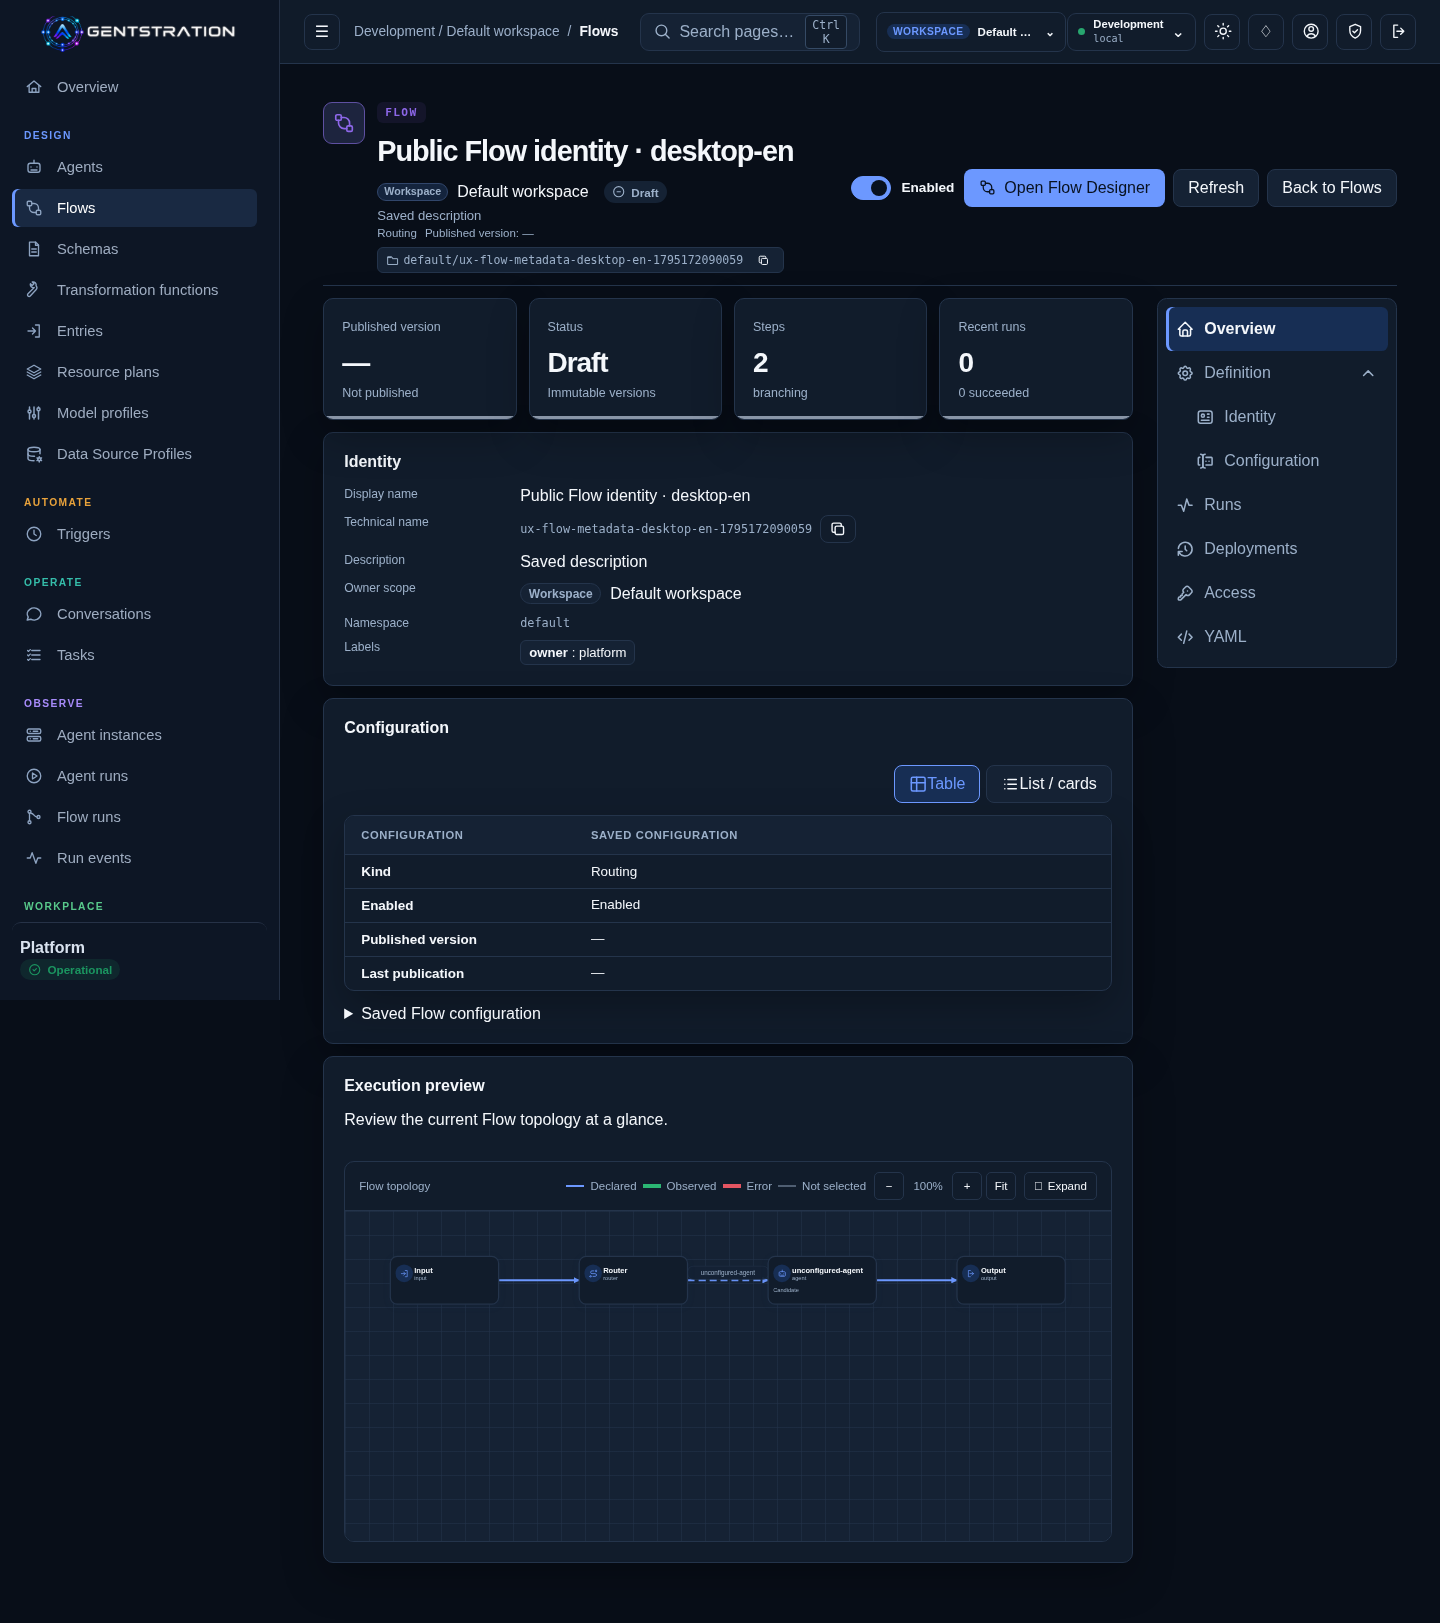 GENTSTRATION
Overview
DESIGN
Agents
Flows
Schemas
Transformation functions
Entries
Resource plans
Model profiles
Data Source Profiles
AUTOMATE
Triggers
OPERATE
Conversations
Tasks
OBSERVE
Agent instances
Agent runs
Flow runs
Run events
WORKPLACE
Platform
Operational
Development / Default workspace / Flows
Search pages…
Ctrl K
WORKSPACE Default …
Development
local
FLOW
Public Flow identity · desktop-en
Workspace Default workspace Draft
Saved description
Routing Published version: —
default/ux-flow-metadata-desktop-en-1795172090059
Enabled
Open Flow Designer
Refresh
Back to Flows
Published version
—
Not published
Status
Draft
Immutable versions
Steps
2
branching
Recent runs
0
0 succeeded
Overview
Definition
Identity
Configuration
Runs
Deployments
Access
YAML
Identity
Display name Public Flow identity · desktop-en
Technical name ux-flow-metadata-desktop-en-1795172090059
Description Saved description
Owner scope Workspace Default workspace
Namespace default
Labels owner : platform
Configuration
Table List / cards
CONFIGURATION SAVED CONFIGURATION
Kind Routing
Enabled Enabled
Published version —
Last publication —
Saved Flow configuration
Execution preview
Review the current Flow topology at a glance.
Flow topology Declared Observed Error Not selected − 100% + Fit Expand
Input
input
Router
router
unconfigured-agent
unconfigured-agent
agent
Candidate
Output
output